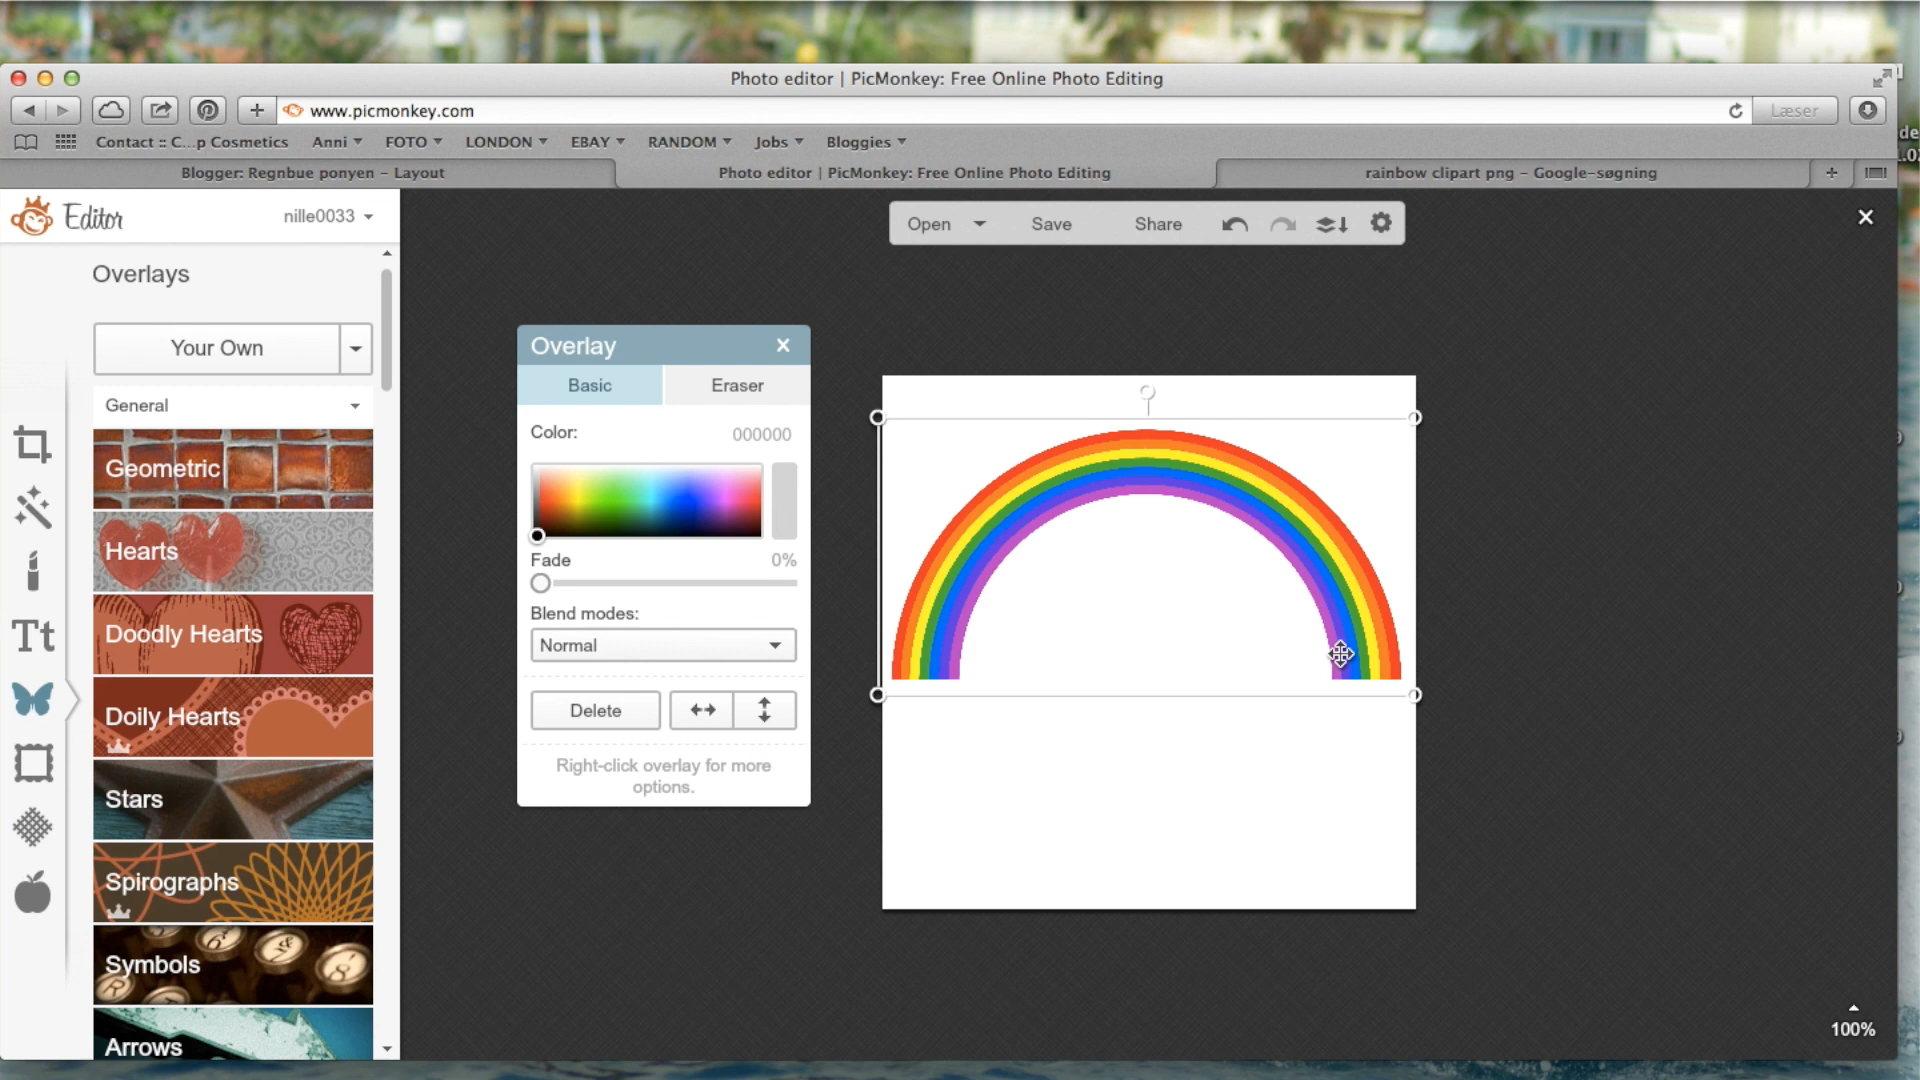 Photo editor | PicMonkey: Free Online Photo Editing
www.picmonkey.com
Læser
Contact :: C...p Cosmetics
Anni
FOTO
LONDON
EBAY
RANDOM
Jobs
Bloggies
Blogger: Regnbue ponyen – Layout
Photo editor | PicMonkey: Free Online Photo Editing
rainbow clipart png – Google-søgning
Editor
nille0033
Open
Save
Share
Overlays
Your Own
General
Geometric
Hearts
Doodly Hearts
Doily Hearts
Stars
Spirographs
Symbols
Arrows
Tt
Overlay
Basic
Eraser
Color:
000000
Fade
0%
Blend modes:
Normal
Delete
Right-click overlay for more
options.
100%